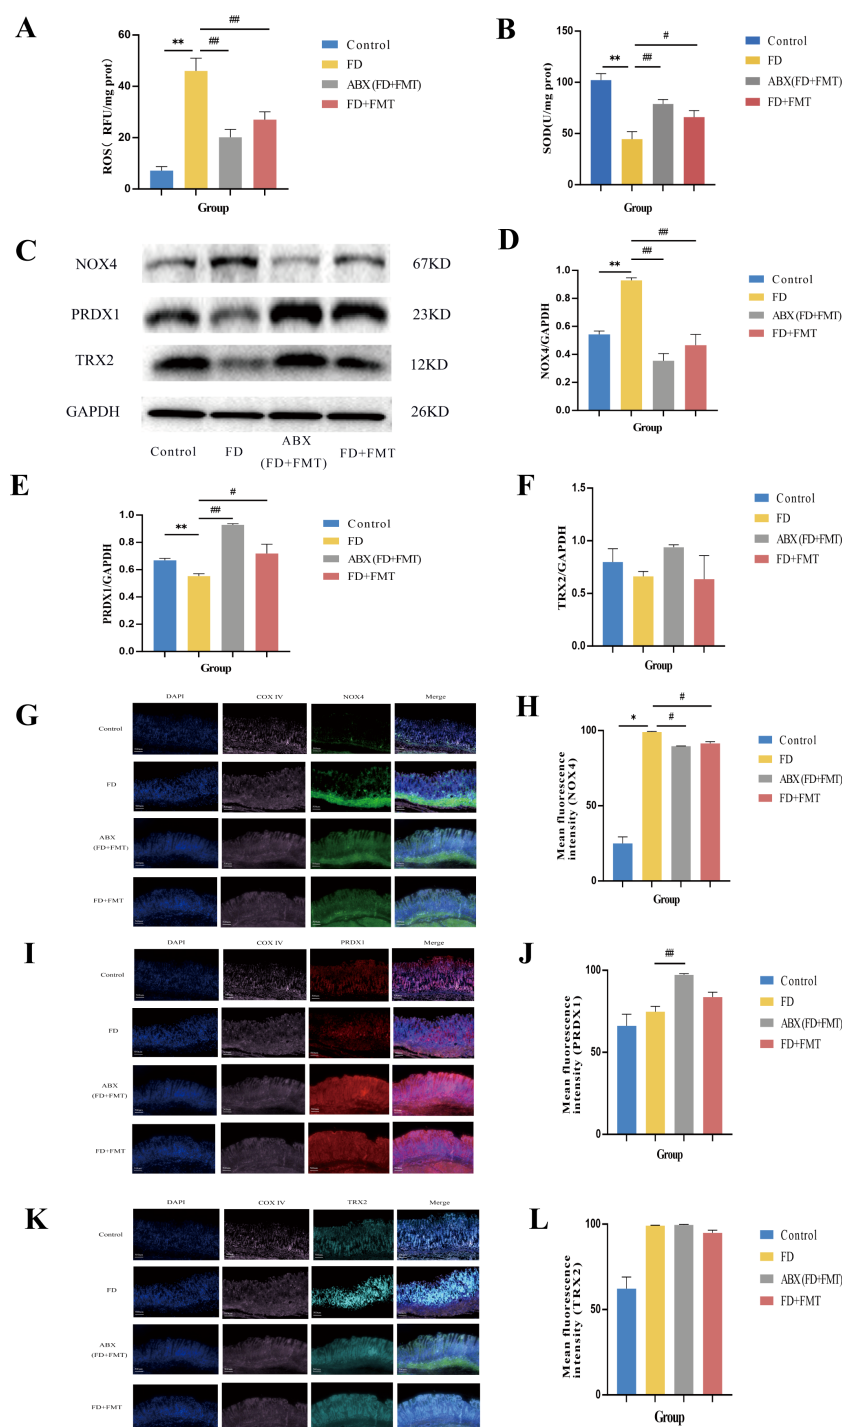 A
ROS( RFU/mg prot)
60
40
20
0
**
##
##
Group
Control
FD
ABX(FD+FMT)
FD+FMT
B
SOD(U/mg prot)
150
100
50
0
**
##
#
Group
Control
FD
ABX(FD+FMT)
FD+FMT
C
NOX4
67KD
PRDX1
23KD
TRX2
12KD
GAPDH
26KD
Control
FD
ABX
(FD+FMT)
FD+FMT
D
NOX4/GAPDH
1.0
0.8
0.6
0.4
0.2
0.0
**
##
##
Group
Control
FD
ABX(FD+FMT)
FD+FMT
E
PRDX1/GAPDH
1.0
0.8
0.6
0.4
0.2
0.0
**
##
#
Group
Control
FD
ABX(FD+FMT)
FD+FMT
F
TRX2/GAPDH
1.5
1.0
0.5
0.0
Group
Control
FD
ABX(FD+FMT)
FD+FMT
G
DAPI
COX IV
NOX4
Merge
Control
FD
ABX
(FD+FMT)
FD+FMT
H
Mean fluorescence
intensity (NOX4)
100
50
0
*
#
#
Group
Control
FD
ABX(FD+FMT)
FD+FMT
I
DAPI
COX IV
PRDX1
Merge
Control
FD
ABX
(FD+FMT)
FD+FMT
J
Mean fluorescence
intensity (PRDX1)
100
50
0
##
Group
Control
FD
ABX(FD+FMT)
FD+FMT
K
DAPI
COX IV
TRX2
Merge
Control
FD
ABX
(FD+FMT)
FD+FMT
L
Mean fluorescence
intensity (TRX2)
100
50
0
Group
Control
FD
ABX(FD+FMT)
FD+FMT